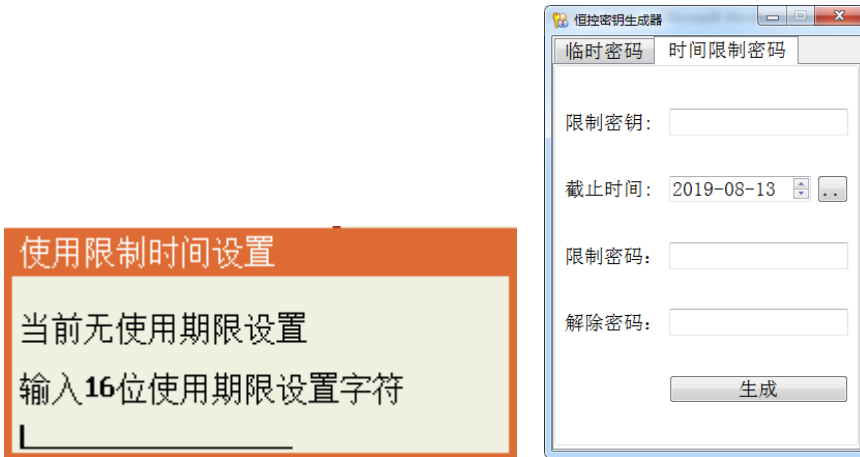 使用限制时间设置
当前无使用期限设置
输入16位使用期限设置字符
恒控密钥生成器
临时密码 时间限制密码
限制密钥:
截止时间: 2019-08-13 ..
限制密码:
解除密码:
生成